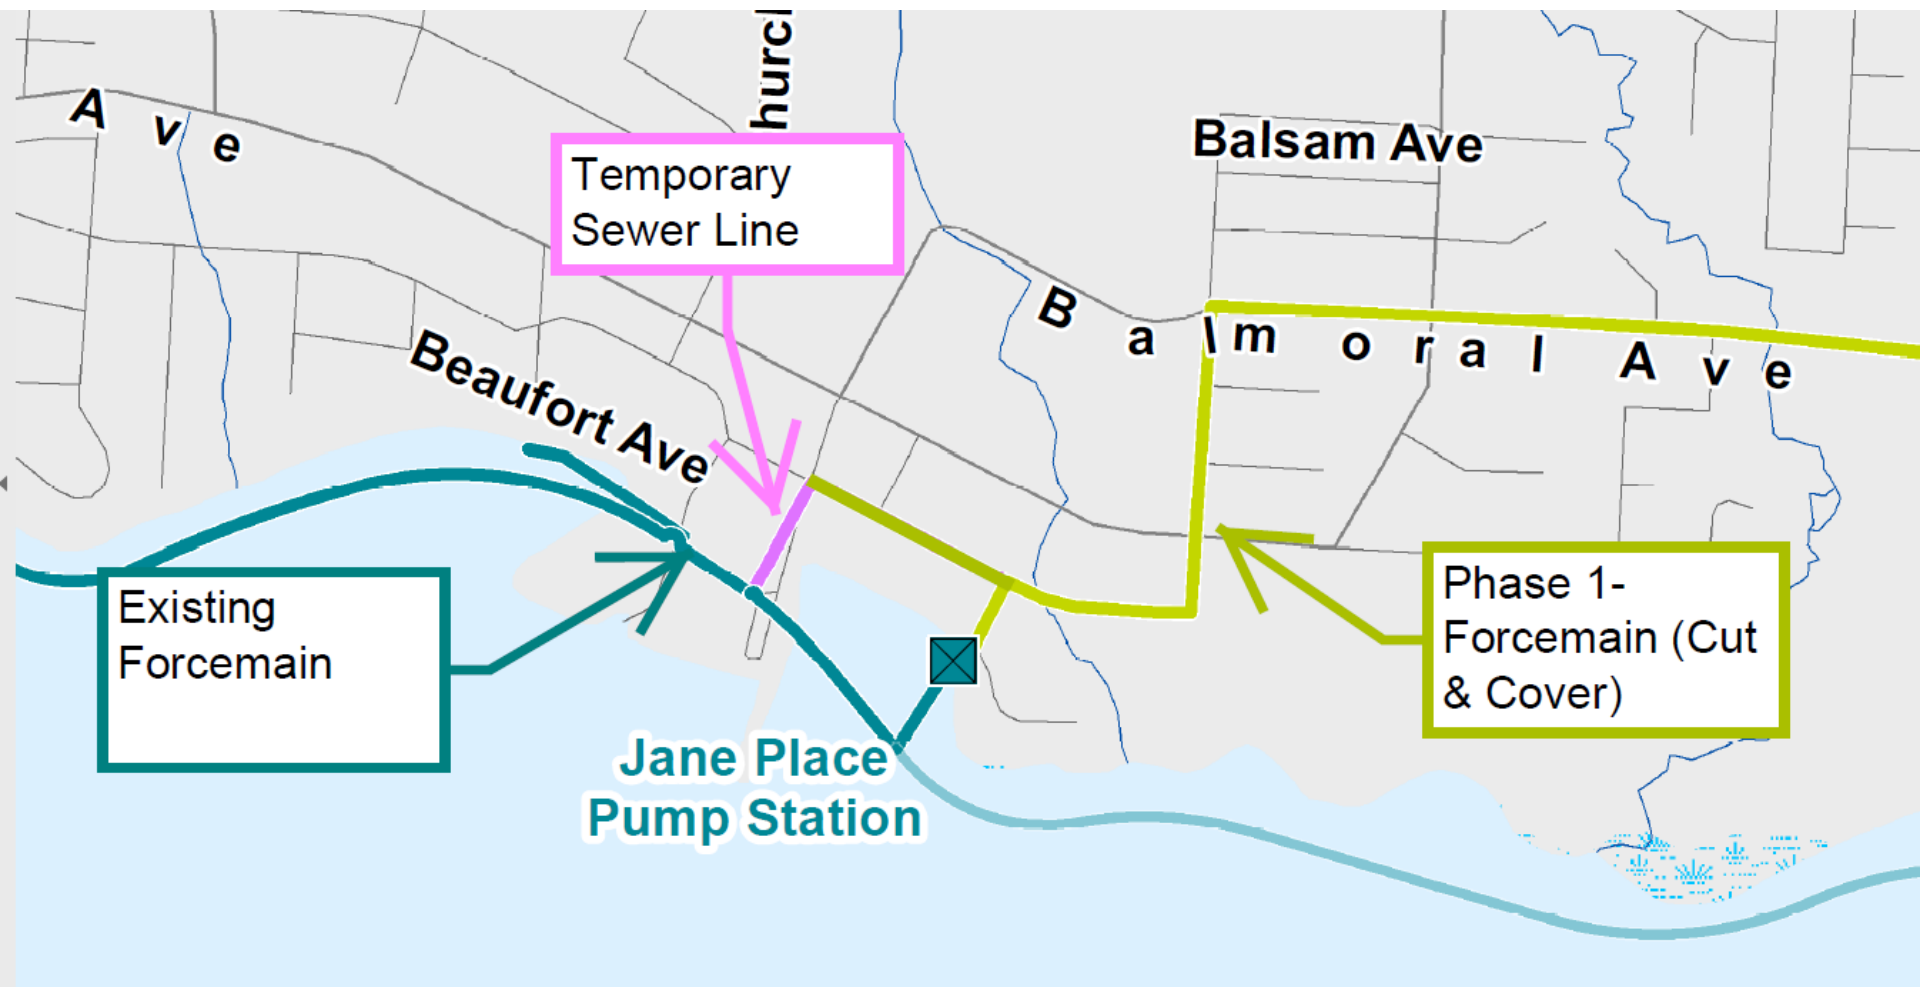 hurch
Ave
Balsam Ave
Temporary
Sewer Line
Balmoral Ave
Beaufort Ave
Existing
Forcemain
Phase 1-
Forcemain (Cut
& Cover)
Jane Place
Pump Station